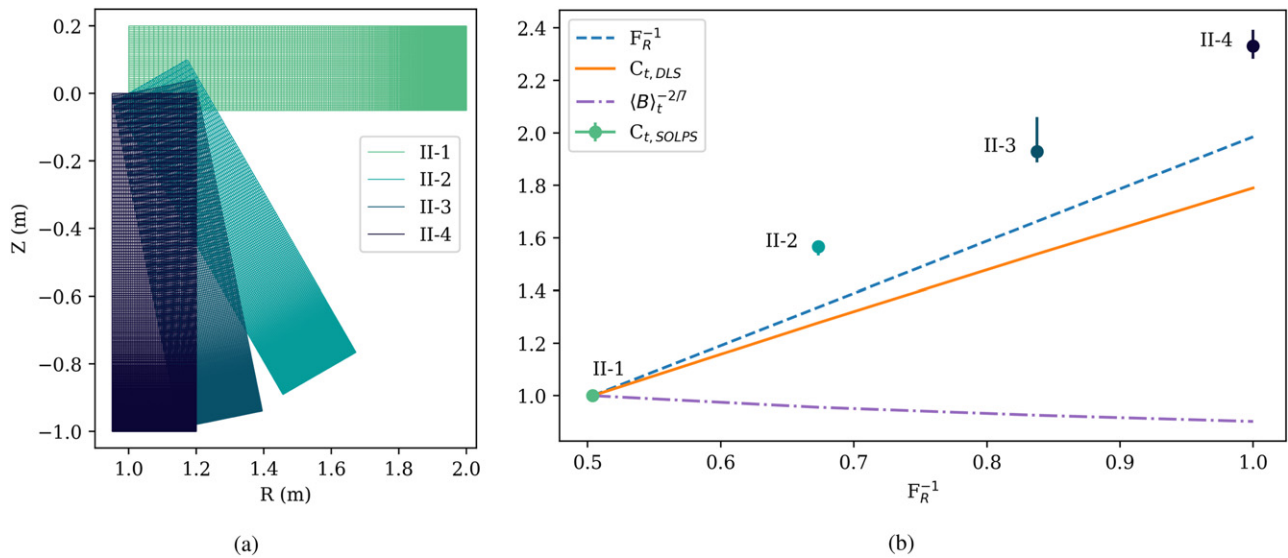 0.2
0.0
−0.2
−0.4
−0.6
−0.8
−1.0
Z (m)
II-1
II-2
II-3
II-4
1.0 1.2 1.4 1.6 1.8 2.0
R (m)
(a)
2.4
2.2
2.0
1.8
1.6
1.4
1.2
1.0
F_R^{-1}
C_{t, DLS}
⟨B⟩_t^{-2/7}
C_{t, SOLPS}
II-4
II-3
II-2
II-1
0.5 0.6 0.7 0.8 0.9 1.0
F_R^{-1}
(b)